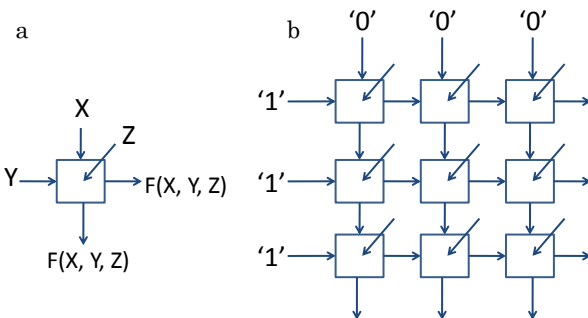 a
X
Z
Y
F(X, Y, Z)
F(X, Y, Z)
b
‘0’ ‘0’ ‘0’
‘1’
‘1’
‘1’